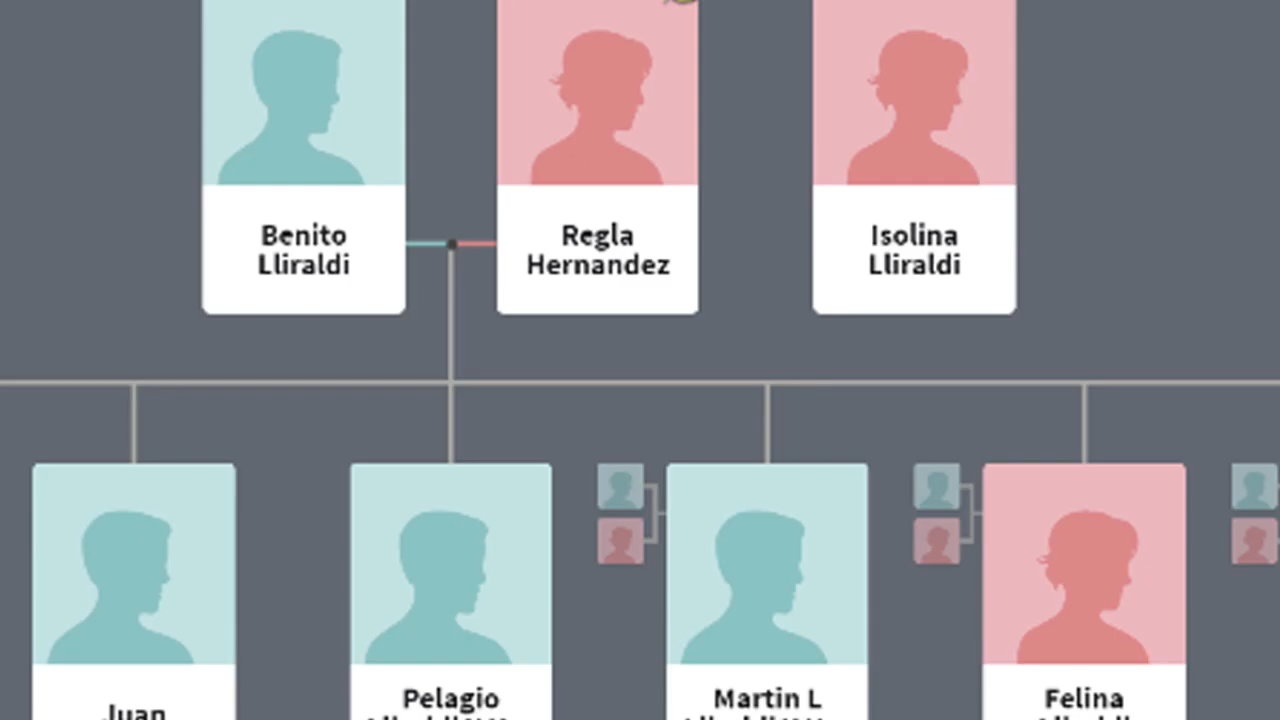 Benito
Lliraldi
Regla
Hernandez
Isolina
Lliraldi
Juan
Pelagio
Martin L
Felina